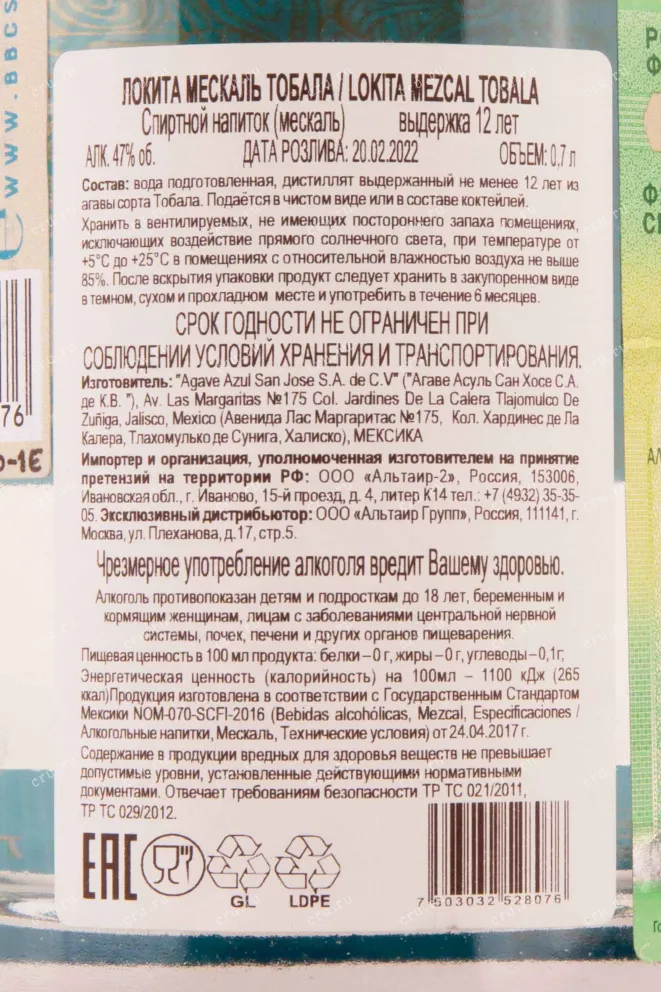 ЛОКИТА МЕСКАЛЬ ТОБАЛА / LOKITA MEZCAL TOBALA
Спиртной напиток (мескаль) выдержка 12 лет
АЛК. 47% об. ДАТА РОЗЛИВА: 20.02.2022 ОБЪЕМ: 0,7 л
Состав: вода подготовленная, дистиллят выдержанный не менее 12 лет из
агавы сорта Тобала. Подаётся в чистом виде или в составе коктейлей.
Хранить в вентилируемых, не имеющих постороннего запаха помещениях,
исключающих воздействие прямого солнечного света, при температуре от
+5°С до +25°С в помещениях с относительной влажностью воздуха не выше
85%. После вскрытия упаковки продукт следует хранить в закупоренном виде
в темном, сухом и прохладном месте и употребить в течение 6 месяцев.
СРОК ГОДНОСТИ НЕ ОГРАНИЧЕН ПРИ
СОБЛЮДЕНИИ УСЛОВИЙ ХРАНЕНИЯ И ТРАНСПОРТИРОВАНИЯ.
Изготовитель: "Agave Azul San Jose S.A. de C.V" ("Агаве Асуль Сан Хосе С.А.
де К.В. "), Av. Las Margaritas №175 Col. Jardines De La Calera Tlajomulco De
Zuñiga, Jalisco, Mexico (Авенида Лас Маргаритас №175, Кол. Хардинес де Ла
Калера, Тлахомулько де Сунига, Халиско), МЕКСИКА
Импортер и организация, уполномоченная изготовителем на принятие
претензий на территории РФ: ООО «Альтаир-2», Россия, 153006,
Ивановская обл., г. Иваново, 15-й проезд, д. 4, литер К14 тел.: +7 (4932) 35-35-
05. Эксклюзивный дистрибьютор: ООО «Альтаир Групп», Россия, 111141, г.
Москва, ул. Плеханова, д.17, стр.5.
Чрезмерное употребление алкоголя вредит Вашему здоровью.
Алкоголь противопоказан детям и подросткам до 18 лет, беременным и
кормящим женщинам, лицам с заболеваниями центральной нервной
системы, почек, печени и других органов пищеварения.
Пищевая ценность в 100 мл продукта: белки – 0 г, жиры – 0 г, углеводы – 0,1г,
Энергетическая ценность (калорийность) на 100мл – 1100 кДж (265
ккал)Продукция изготовлена в соответствии с Государственным Стандартом
Мексики NOM-070-SCFI-2016 (Bebidas alcohólicas, Mezcal, Especificaciones /
Алкогольные напитки, Мескаль, Технические условия) от 24.04.2017 г.
Содержание в продукции вредных для здоровья веществ не превышает
допустимые уровни, установленные действующими нормативными
документами. Отвечает требованиям безопасности ТР ТС 021/2011,
ТР ТС 029/2012.
EAC
GL LDPE
7 503032 528076
www.BBCS
76
0-1€